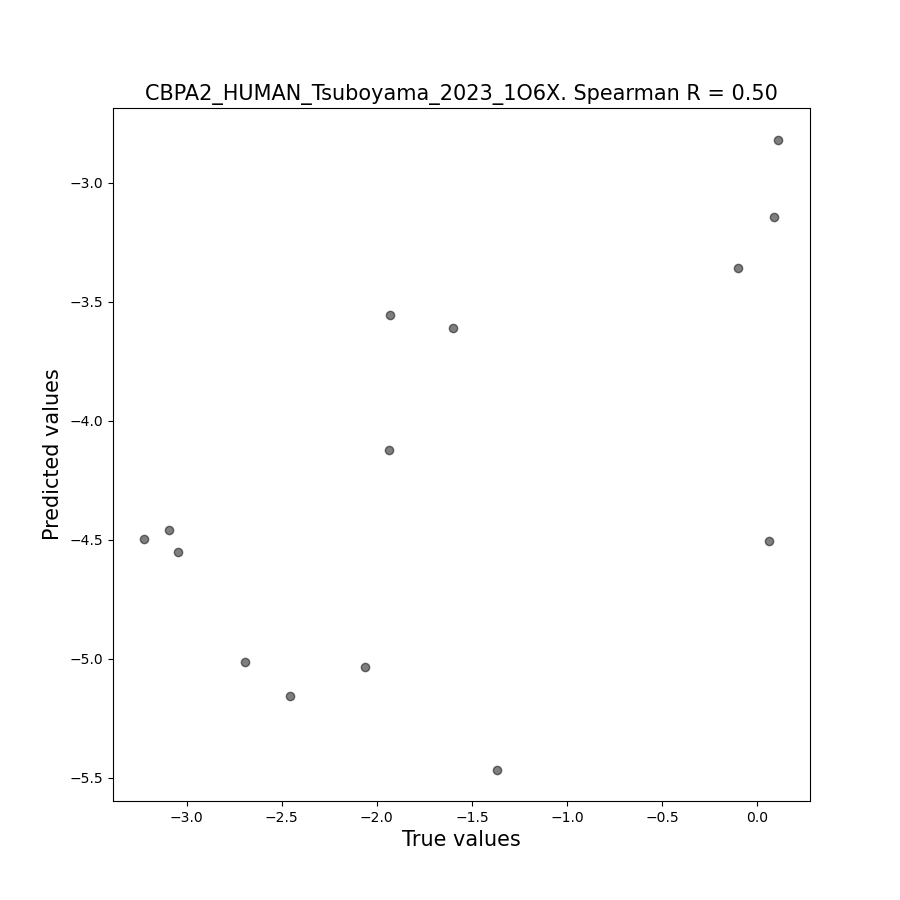 CBPA2_HUMAN_Tsuboyama_2023_1O6X. Spearman R = 0.50
Predicted values
−3.0
−3.5
−4.0
−4.5
−5.0
−5.5
−3.0 −2.5 −2.0 −1.5 −1.0 −0.5 0.0
True values